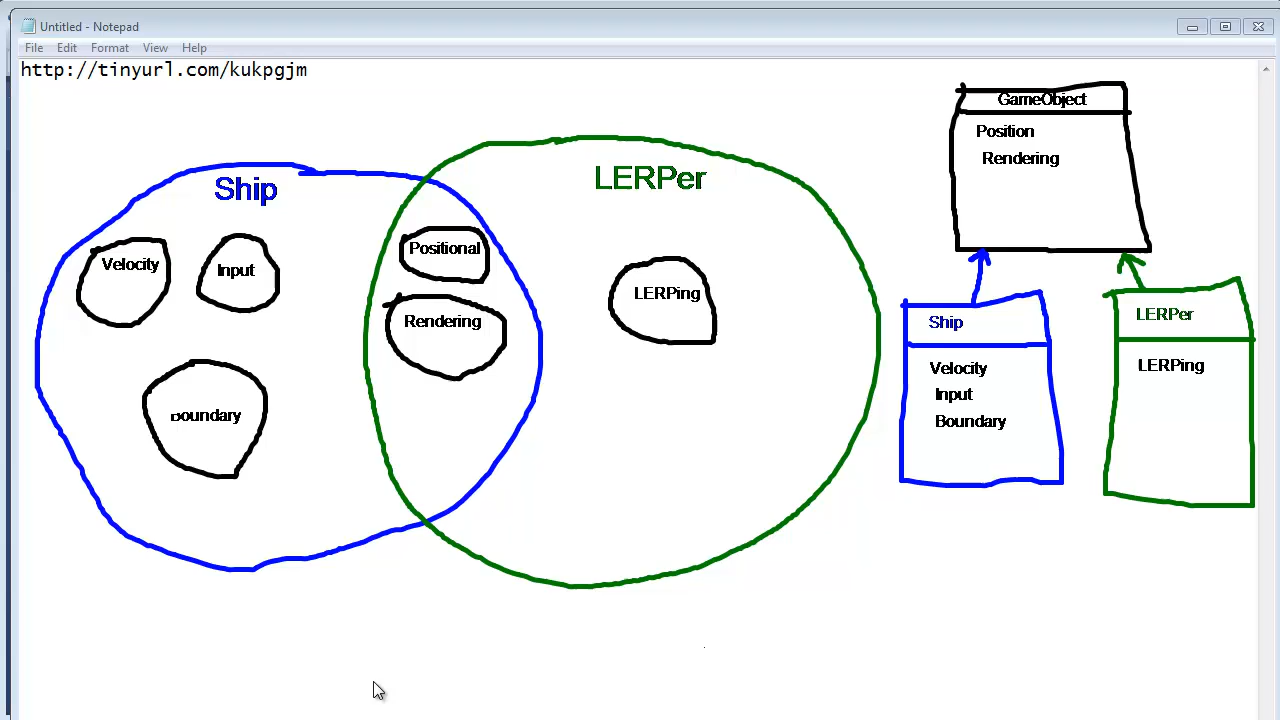 Untitled - Notepad
File Edit Format View Help
http://tinyurl.com/kukpgjm
GameObject
Position
Rendering
Ship
LERPer
Velocity
Input
Positional
Rendering
LERPing
Boundary
Ship
Velocity
Input
Boundary
LERPer
LERPing